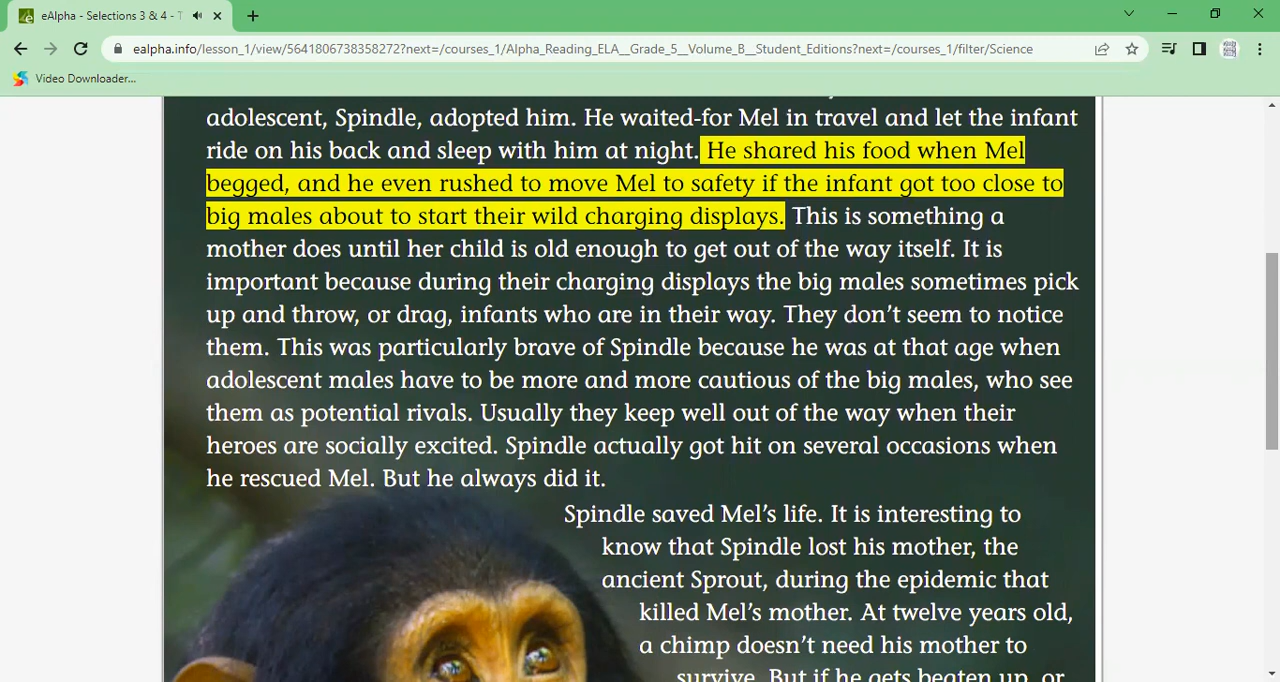 eAlpha - Selections 3 & 4 - T
ealpha.info/lesson_1/view/5641806738358272?next=/courses_1/Alpha_Reading_ELA__Grade_5__Volume_B__Student_Editions?next=/courses_1/filter/Science
Video Downloader...
adolescent, Spindle, adopted him. He waited-for Mel in travel and let the infant
ride on his back and sleep with him at night. He shared his food when Mel
begged, and he even rushed to move Mel to safety if the infant got too close to
big males about to start their wild charging displays. This is something a
mother does until her child is old enough to get out of the way itself. It is
important because during their charging displays the big males sometimes pick
up and throw, or drag, infants who are in their way. They don’t seem to notice
them. This was particularly brave of Spindle because he was at that age when
adolescent males have to be more and more cautious of the big males, who see
them as potential rivals. Usually they keep well out of the way when their
heroes are socially excited. Spindle actually got hit on several occasions when
he rescued Mel. But he always did it.
Spindle saved Mel’s life. It is interesting to
know that Spindle lost his mother, the
ancient Sprout, during the epidemic that
killed Mel’s mother. At twelve years old,
a chimp doesn’t need his mother to
survive. But if he gets beaten up, or